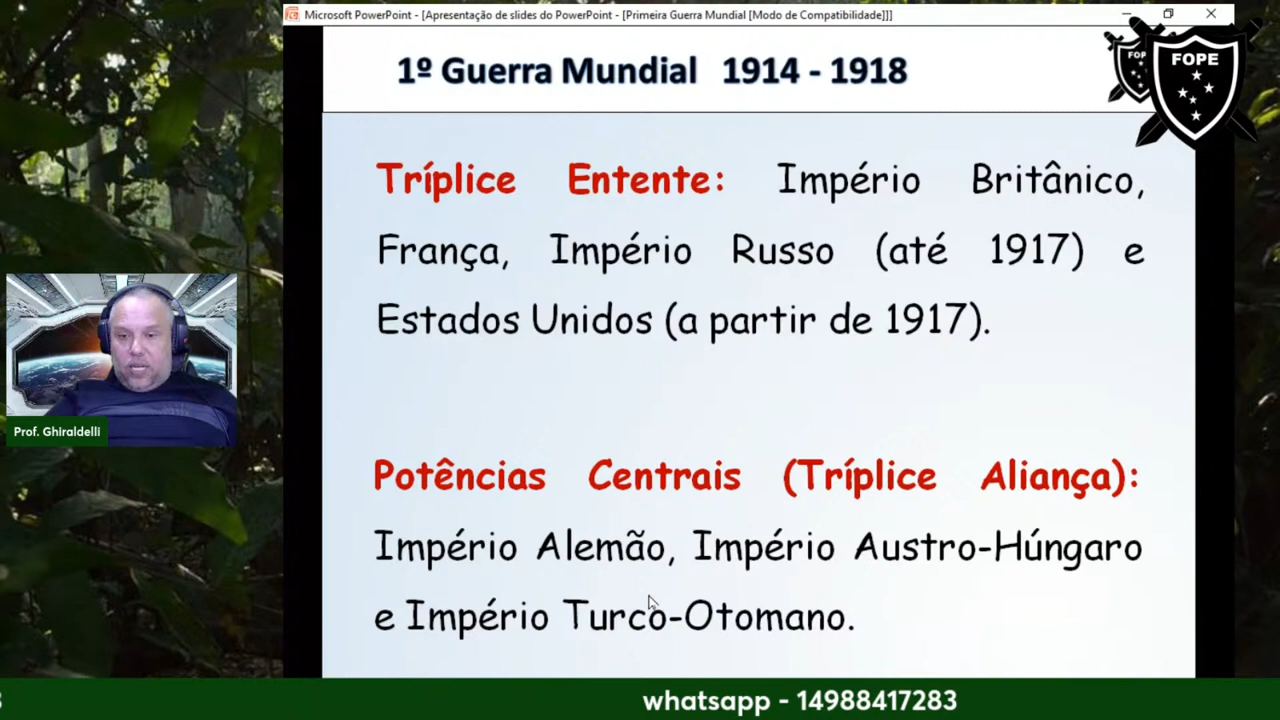 Microsoft PowerPoint - [Apresentação de slides do PowerPoint - [Primeira Guerra Mundial [Modo de Compatibilidade]]]
1º Guerra Mundial 1914 - 1918
FOP
FOPE
Tríplice Entente: Império Britânico,
França, Império Russo (até 1917) e
Estados Unidos (a partir de 1917).
Prof. Ghiraldelli
Potências Centrais (Tríplice Aliança):
Império Alemão, Império Austro-Húngaro
e Império Turco-Otomano.
3
whatsapp - 14988417283